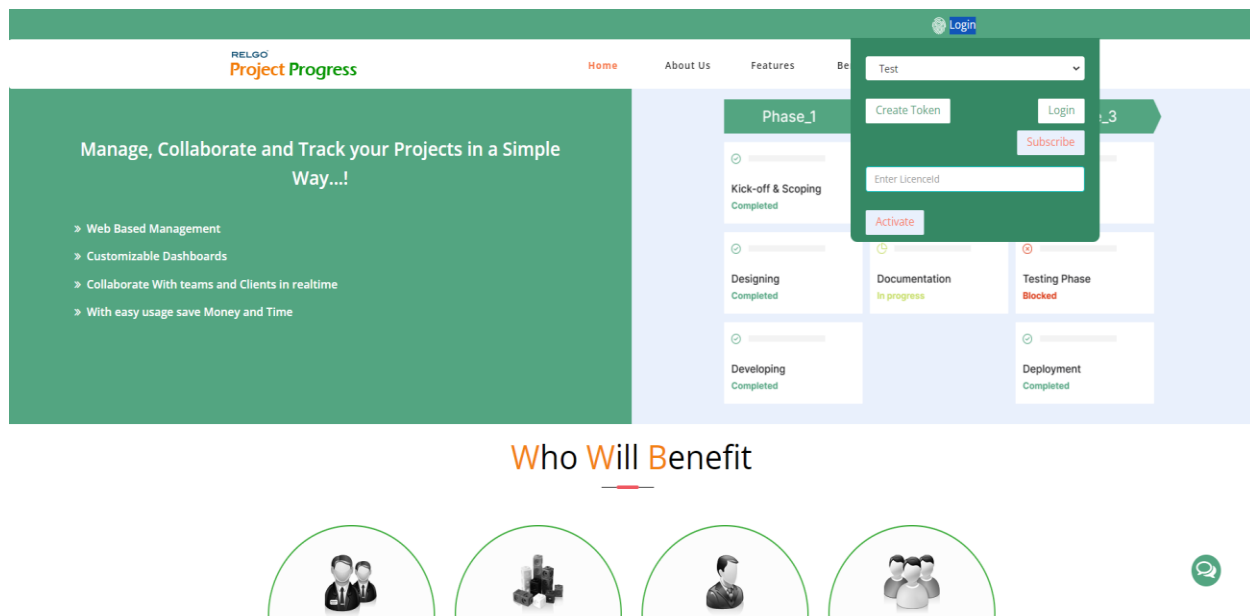 Login
RELGO
Project Progress
Home
About Us
Features
Test
Create Token
Login
Subscribe
Enter LicenceId
Activate
Manage, Collaborate and Track your Projects in a Simple
Way...!
» Web Based Management
» Customizable Dashboards
» Collaborate With teams and Clients in realtime
» With easy usage save Money and Time
Phase_1
_3
Kick-off & Scoping
Completed
Designing
Completed
Documentation
In progress
Testing Phase
Blocked
Developing
Completed
Deployment
Completed
Who Will Benefit